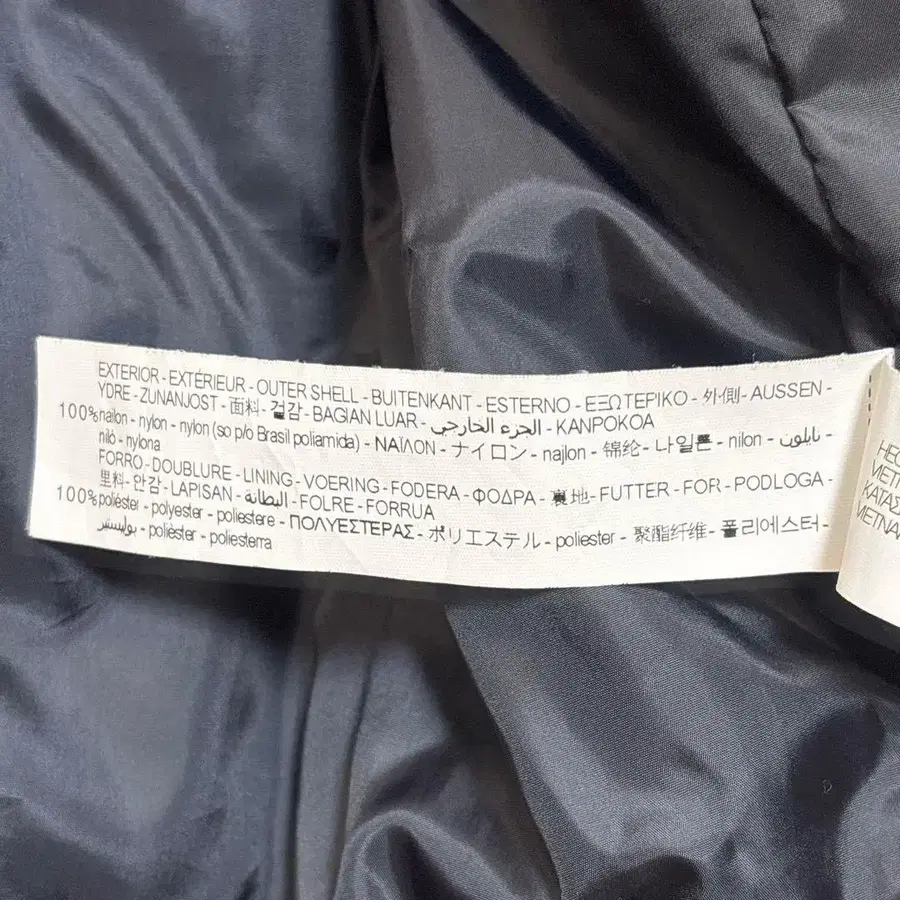 EXTERIOR - EXTÉRIEUR - OUTER SHELL - BUITENKANT - ESTERNO - ΕΞΩΤΕΡΙΚΟ - 外側 - AUSSEN -
YDRE - ZUNANJOST - 面料 - 겉감 - BAGIAN LUAR - الجزء الخارجي - KANPOKOA
100% nailon - nylon - nylon (so p/o Brasil poliamida) - ΝΑΪΛΟΝ - ナイロン - najlon - 锦纶 - 나일론 - nilon - نايلون -
niló - nylona
FORRO - DOUBLURE - LINING - VOERING - FODERA - ΦΟΔΡΑ - 裏地 - FUTTER - FOR - PODLOGA -
里料 - 안감 - LAPISAN - البطانة - FOLRE - FORRUA
100% poliéster - polyester - poliestere - ΠΟΛΥΕΣΤΕΡΑΣ - ポリエステル - poliester - 聚酯纤维 - 폴리에스터 -
بوليستير - polièster - poliesterra